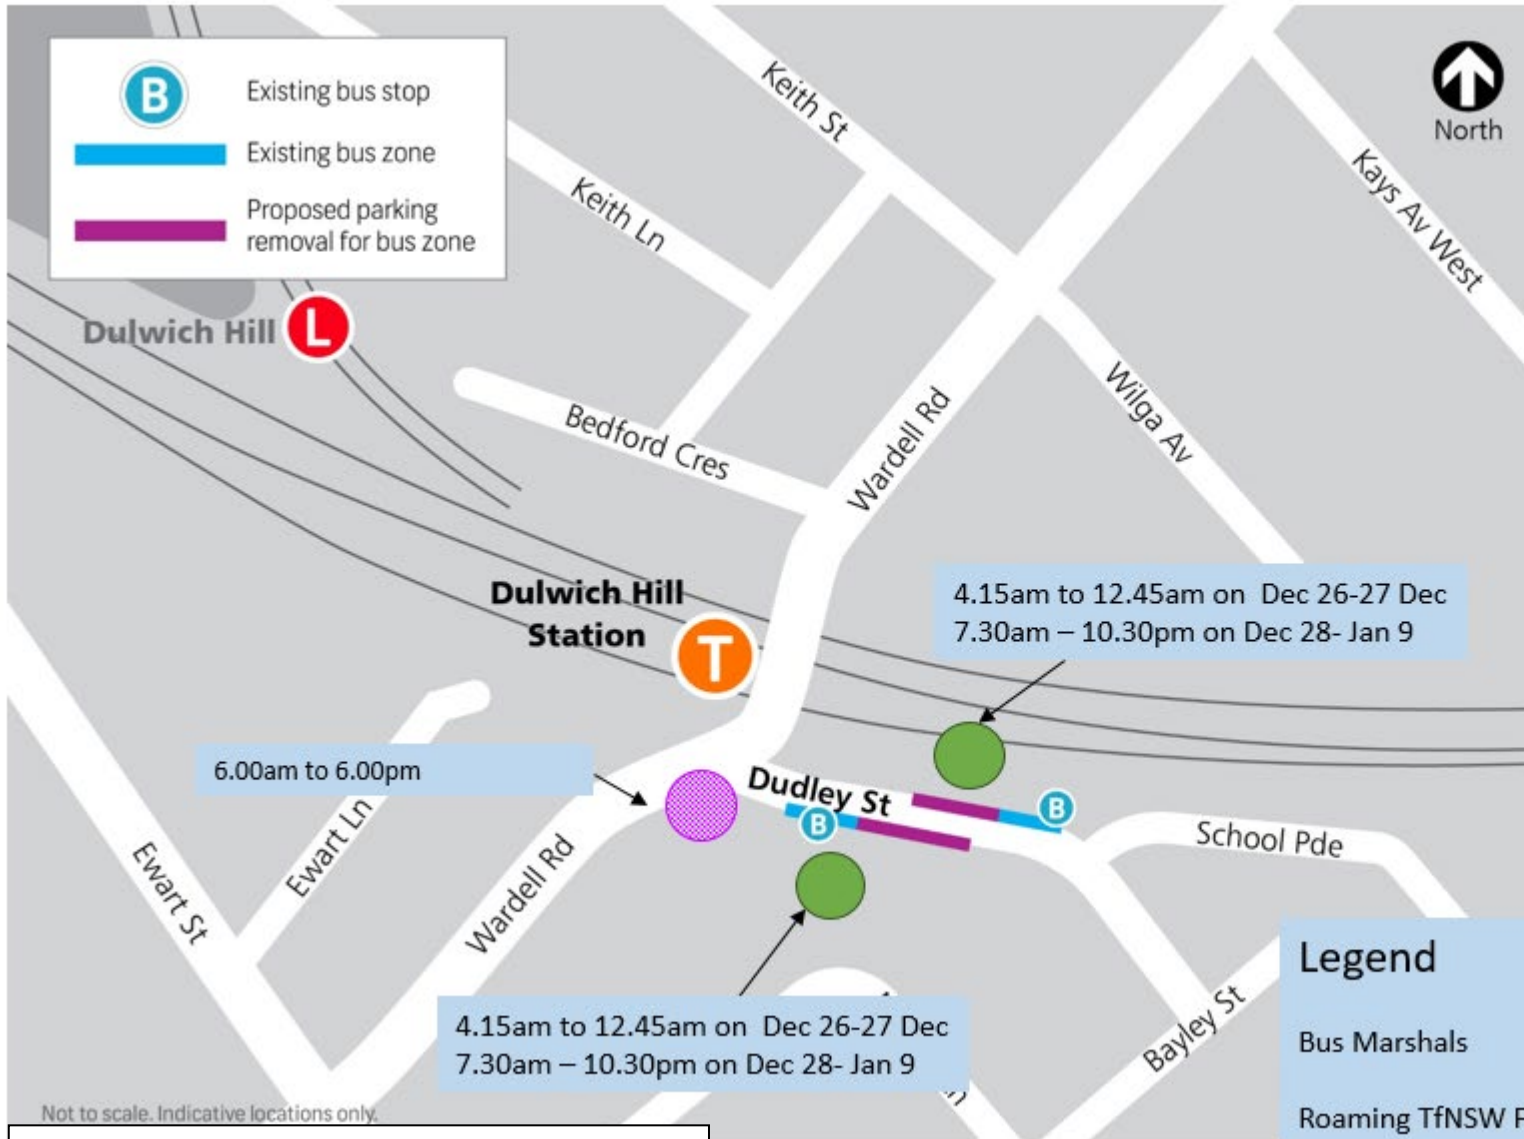 B
Existing bus stop
Existing bus zone
Proposed parking
removal for bus zone
North
Keith St
Keith Ln
Kays Av West
Dulwich Hill
L
Bedford Cres
Wardell Rd
Wilga Av
Dulwich Hill
Station
T
4.15am to 12.45am on Dec 26-27 Dec
7.30am – 10.30pm on Dec 28- Jan 9
6.00am to 6.00pm
Dudley St
B
B
School Pde
Ewart Ln
Ewart St
Wardell Rd
Legend
4.15am to 12.45am on Dec 26-27 Dec
7.30am – 10.30pm on Dec 28- Jan 9
Bayley St
Bus Marshals
Roaming TfNSW
Not to scale. Indicative locations only.